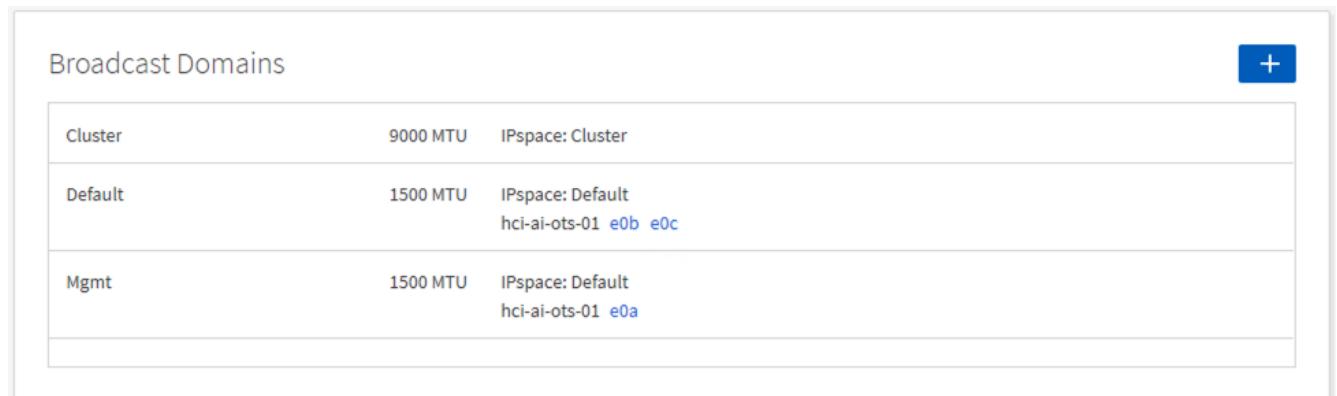 Broadcast Domains
+
Cluster 9000 MTU IPspace: Cluster
Default 1500 MTU IPspace: Default
hci-ai-ots-01 e0b e0c
Mgmt 1500 MTU IPspace: Default
hci-ai-ots-01 e0a